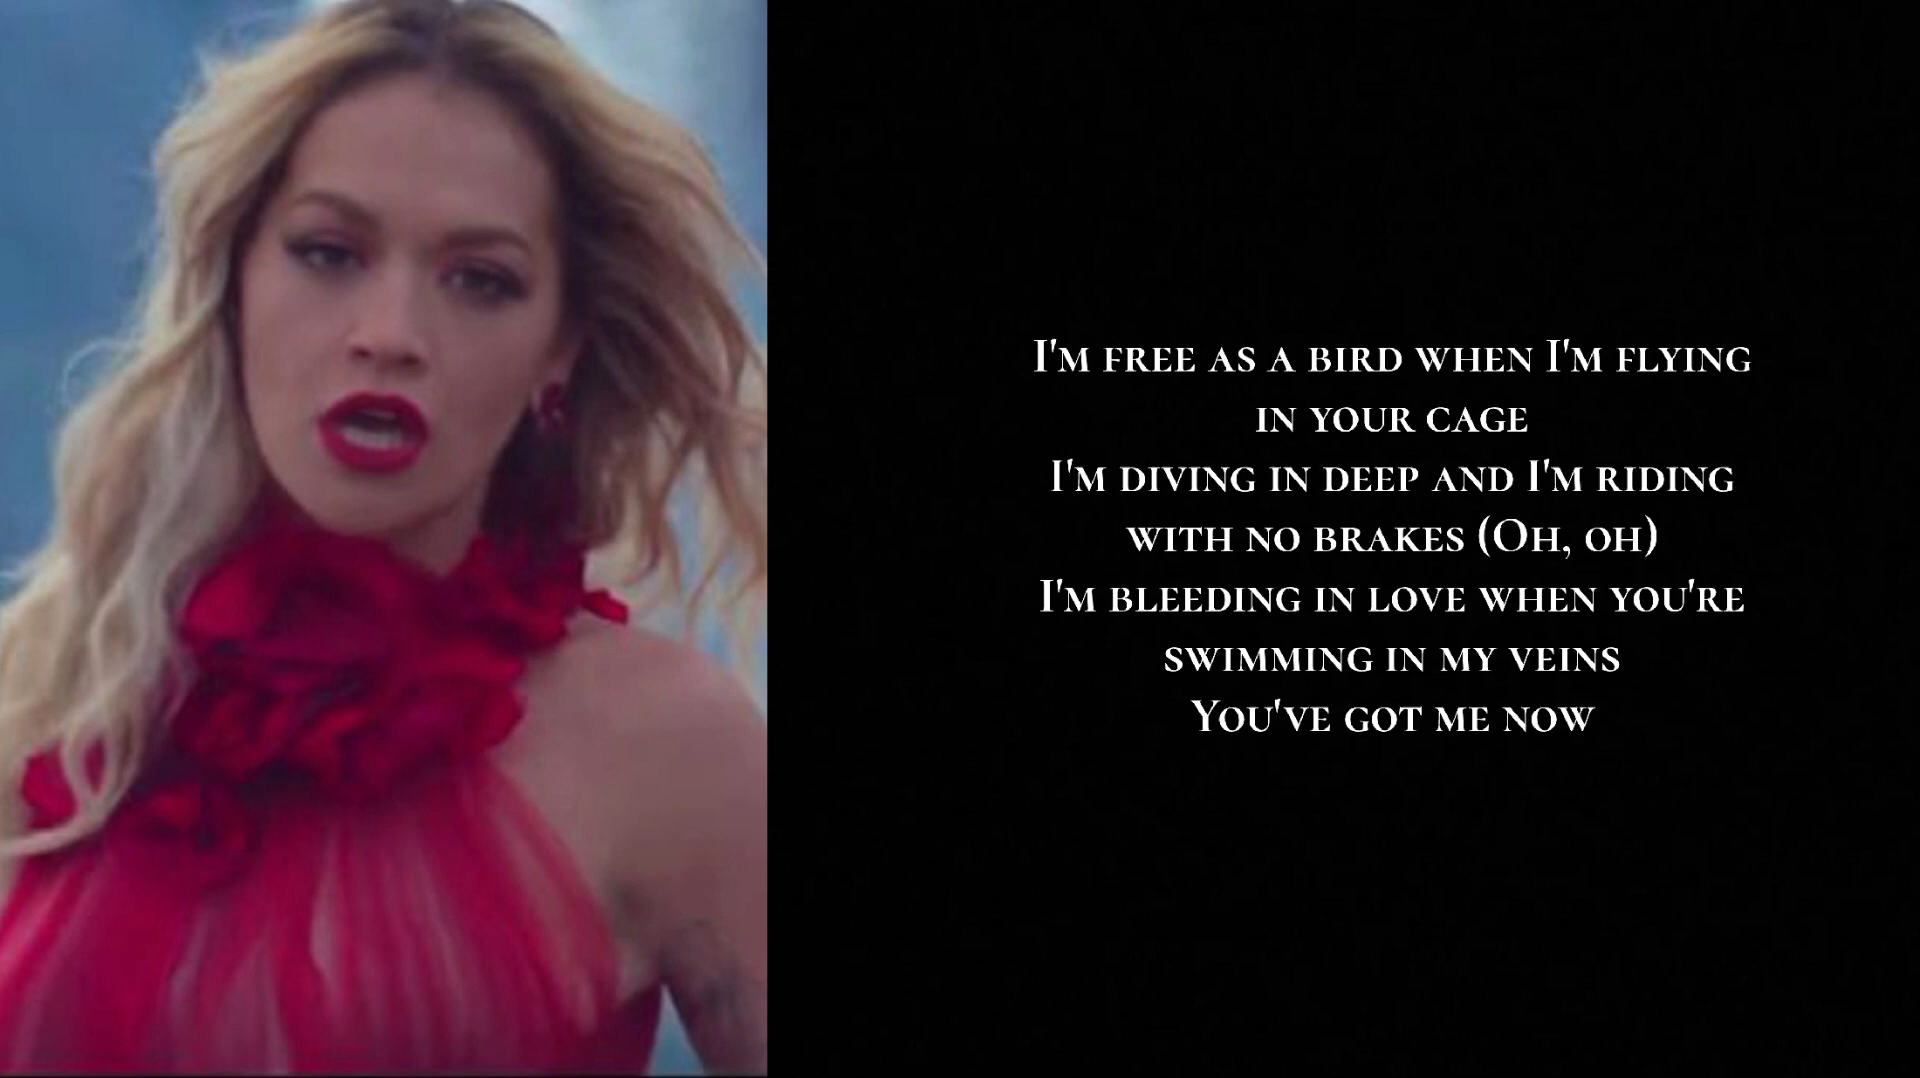 I'm free as a bird when I'm flying
in your cage
I'm diving in deep and I'm riding
with no brakes (Oh, oh)
I'm bleeding in love when you're
swimming in my veins
You've got me now